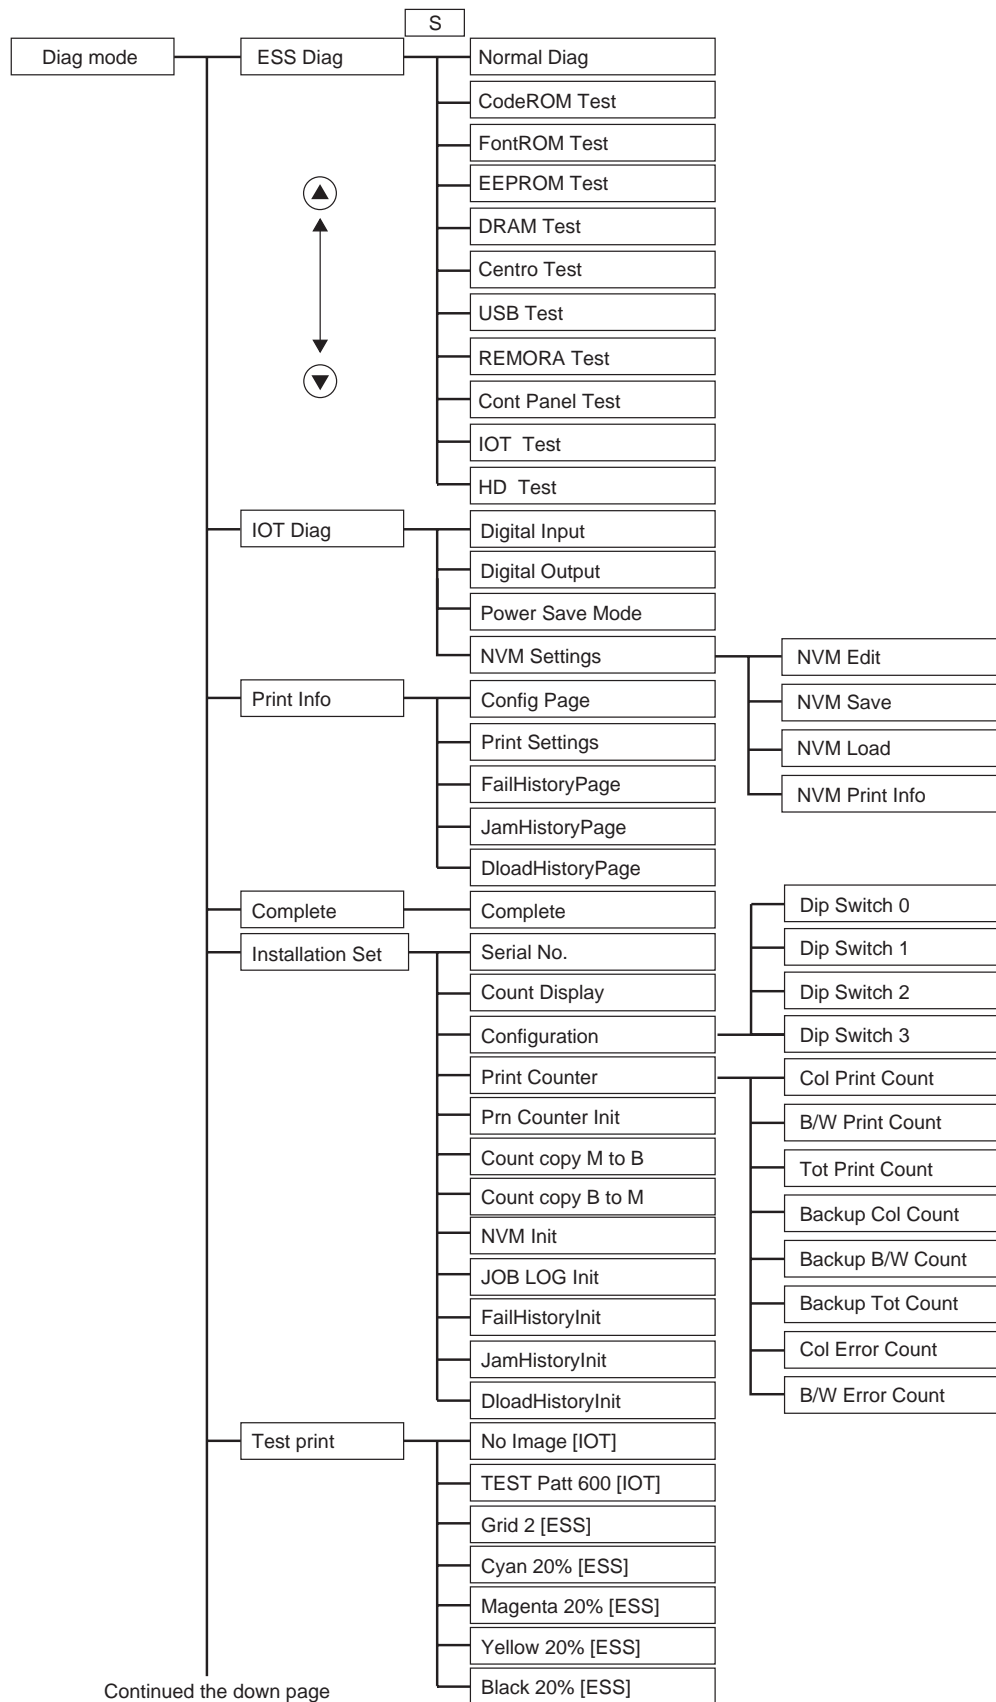 S
Diag mode
ESS Diag
Normal Diag
CodeROM Test
FontROM Test
EEPROM Test
DRAM Test
Centro Test
USB Test
REMORA Test
Cont Panel Test
IOT Test
HD Test
IOT Diag
Digital Input
Digital Output
Power Save Mode
NVM Settings
NVM Edit
NVM Save
NVM Load
NVM Print Info
Print Info
Config Page
Print Settings
FailHistoryPage
JamHistoryPage
DloadHistoryPage
Complete
Complete
Installation Set
Serial No.
Count Display
Configuration
Dip Switch 0
Dip Switch 1
Dip Switch 2
Dip Switch 3
Print Counter
Col Print Count
B/W Print Count
Tot Print Count
Backup Col Count
Backup B/W Count
Backup Tot Count
Col Error Count
B/W Error Count
Prn Counter Init
Count copy M to B
Count copy B to M
NVM Init
JOB LOG Init
FailHistoryInit
JamHistoryInit
DloadHistoryInit
Test print
No Image [IOT]
TEST Patt 600 [IOT]
Grid 2 [ESS]
Cyan 20% [ESS]
Magenta 20% [ESS]
Yellow 20% [ESS]
Black 20% [ESS]
Continued the down page